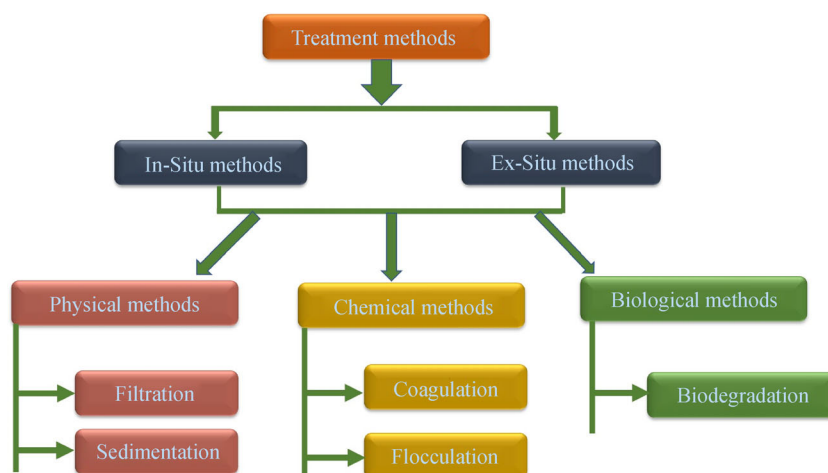 Treatment methods
In-Situ methods
Ex-Situ methods
Physical methods
Chemical methods
Biological methods
Filtration
Coagulation
Biodegradation
Sedimentation
Flocculation